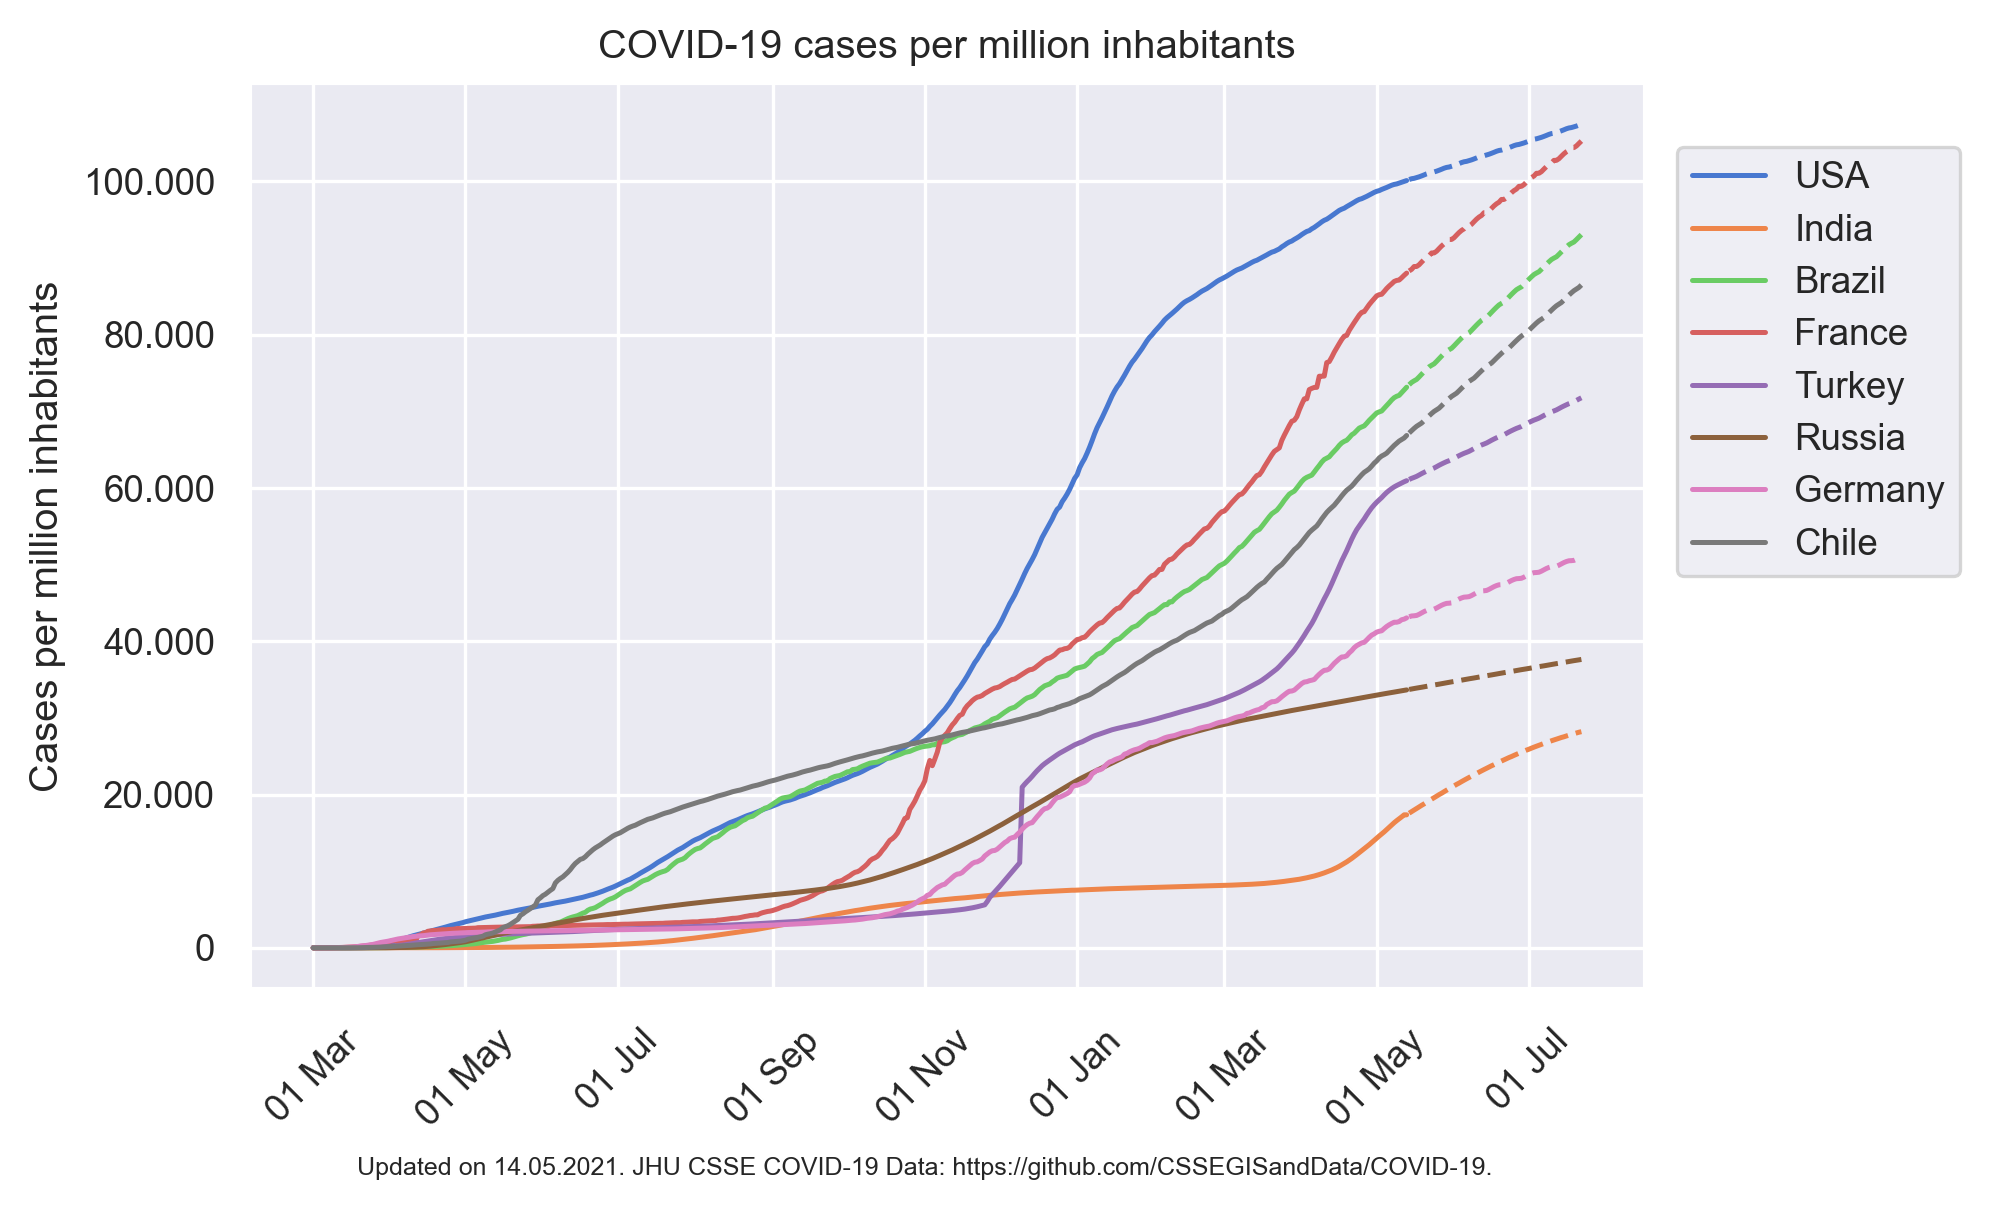 COVID-19 cases per million inhabitants
Cases per million inhabitants
100.000
80.000
60.000
40.000
20.000
0
01 Mar
01 May
01 Jul
01 Sep
01 Nov
01 Jan
01 Mar
01 May
01 Jul
USA
India
Brazil
France
Turkey
Russia
Germany
Chile
Updated on 14.05.2021. JHU CSSE COVID-19 Data: https://github.com/CSSEGISandData/COVID-19.